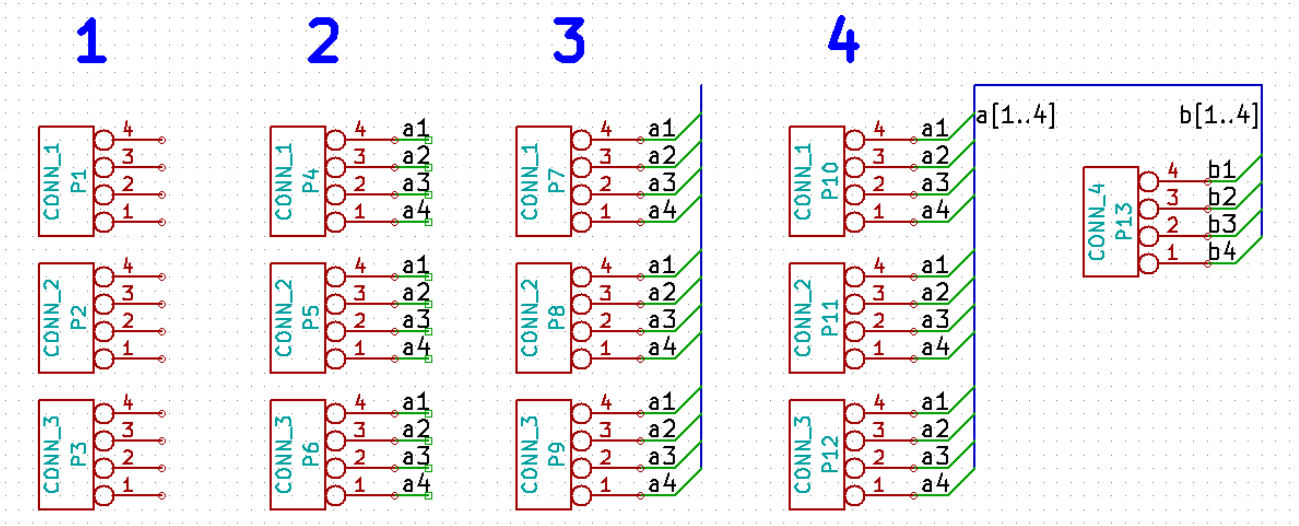 1 2 3 4
a[1..4] b[1..4]
CONN_1 P1 4 3 2 1
CONN_2 P2 4 3 2 1
CONN_3 P3 4 3 2 1
CONN_1 P4 4 3 2 1 a1 a2 a3 a4
CONN_2 P5 4 3 2 1 a1 a2 a3 a4
CONN_3 P6 4 3 2 1 a1 a2 a3 a4
CONN_1 P7 4 3 2 1 a1 a2 a3 a4
CONN_2 P8 4 3 2 1 a1 a2 a3 a4
CONN_3 P9 4 3 2 1 a1 a2 a3 a4
CONN_1 P10 4 3 2 1 a1 a2 a3 a4
CONN_2 P11 4 3 2 1 a1 a2 a3 a4
CONN_3 P12 4 3 2 1 a1 a2 a3 a4
CONN_4 P13 4 3 2 1 b1 b2 b3 b4